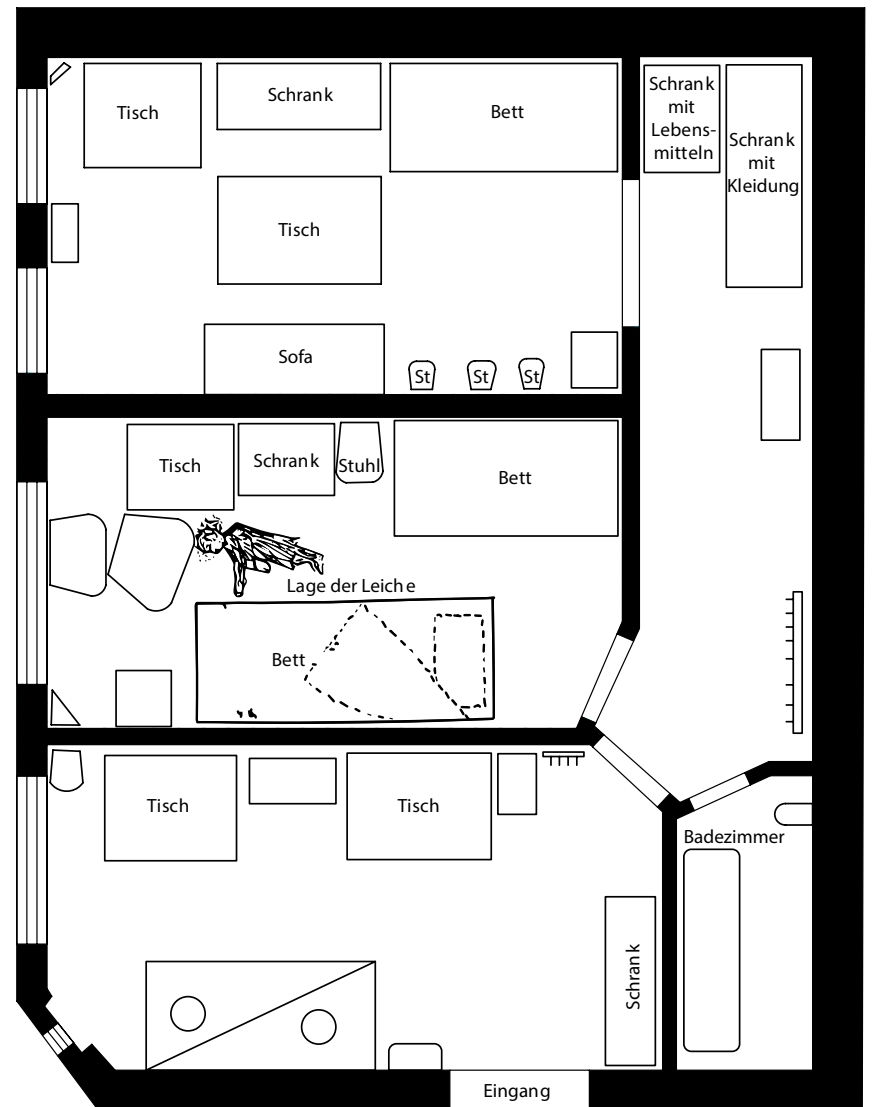 Tisch
Schrank
Bett
Schrank
mit
Lebens-
mitteln
Schrank
mit
Kleidung
Tisch
Sofa
St
St
St
Tisch
Schrank
Stuhl
Bett
Lage der Leiche
Bett
Tisch
Tisch
Badezimmer
Schrank
Eingang